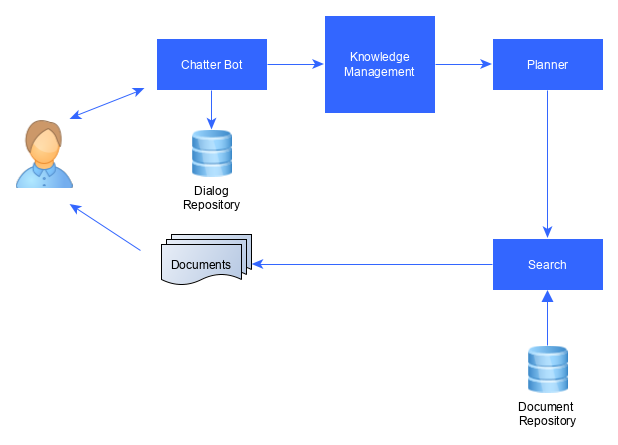 Chatter Bot
Knowledge
Management
Planner
Dialog
Repository
Documents
Search
Document
Repository